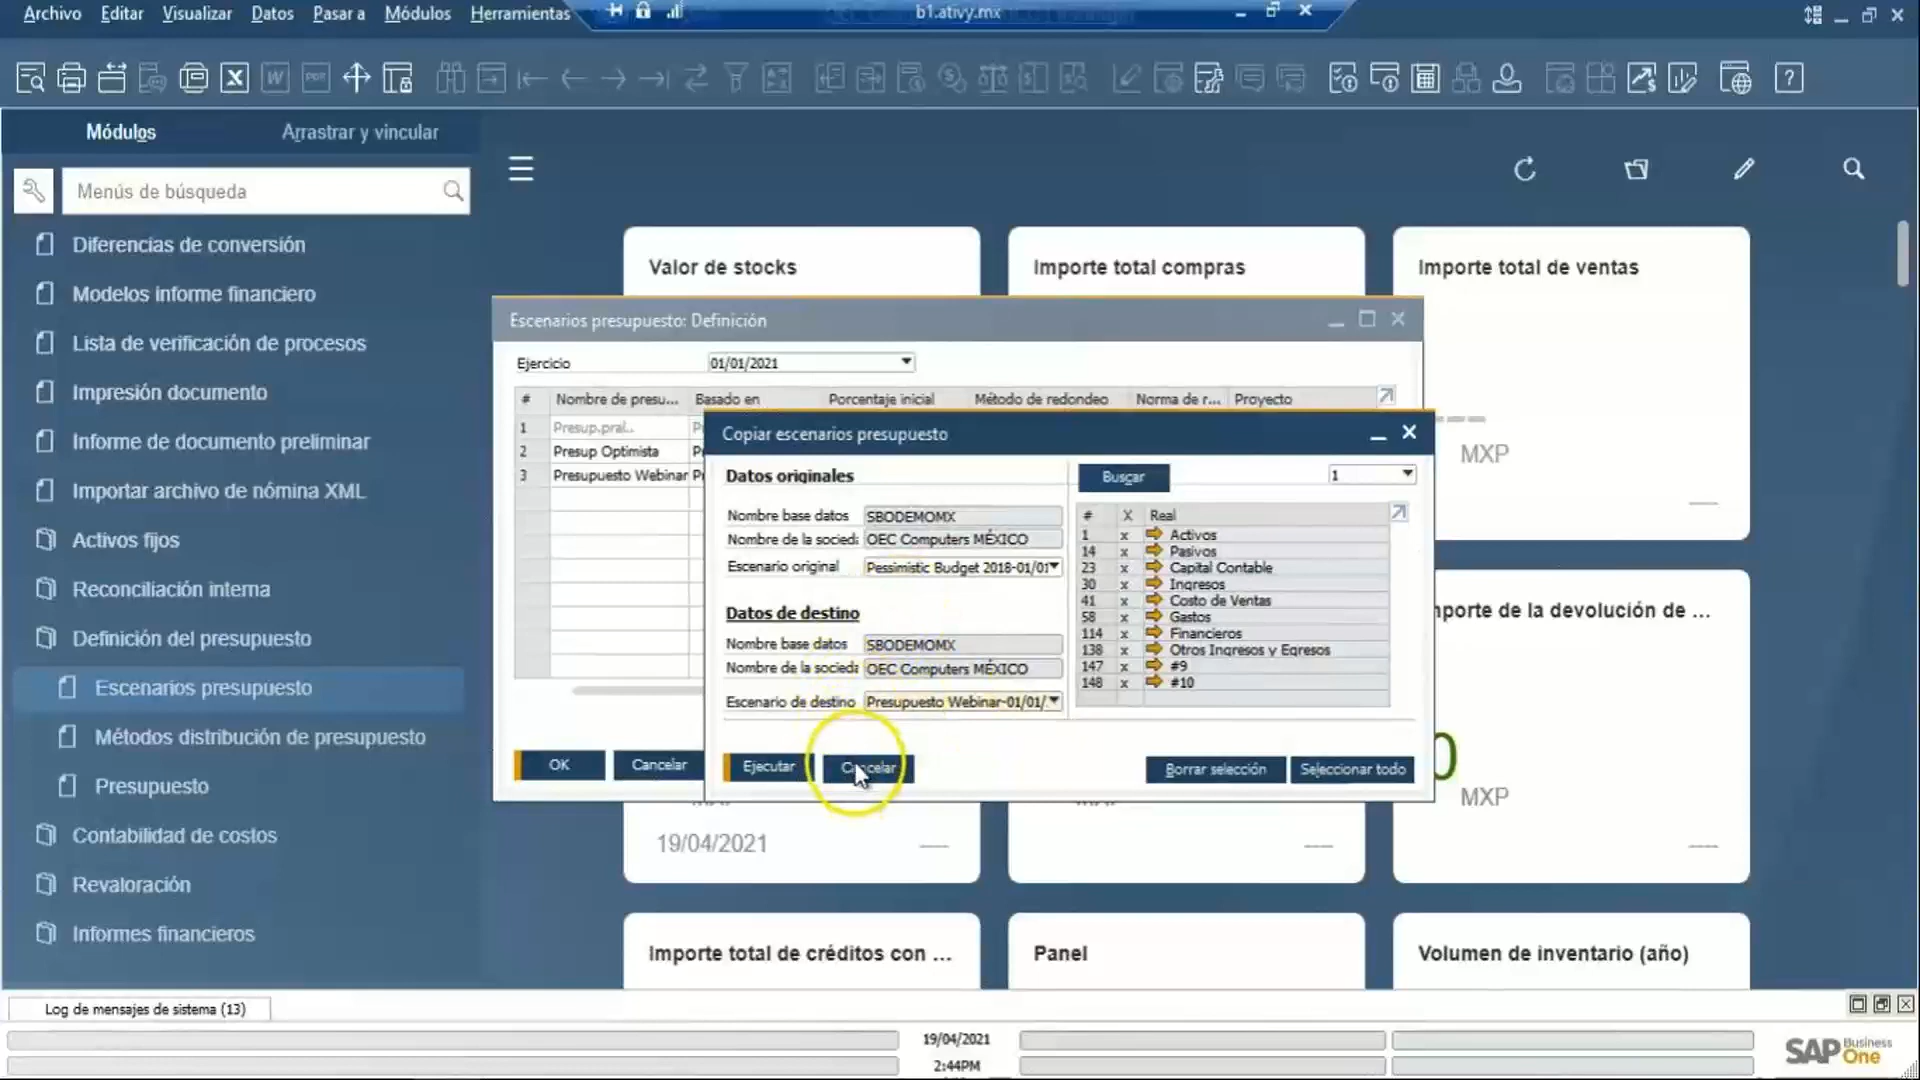 Archivo Editar Visualizar Datos Pasar a Módulos Herramientas
b1.ativy.mx
Módulos
Arrastrar y vincular
Menús de búsqueda
Diferencias de conversión
Modelos informe financiero
Lista de verificación de procesos
Impresión documento
Informe de documento preliminar
Importar archivo de nómina XML
Activos fijos
Reconciliación interna
Definición del presupuesto
Escenarios presupuesto
Métodos distribución de presupuesto
Presupuesto
Contabilidad de costos
Revaloración
Informes financieros
Valor de stocks
Importe total compras
Importe total de ventas
MXP
Escenarios presupuesto: Definición
Ejercicio 01/01/2021
# Nombre de presu... Basado en Porcentaje inicial Método de redondeo Norma de r... Proyecto
1 Presup.pral..
2 Presup Optimista
3 Presupuesto Webinar
OK Cancelar
Copiar escenarios presupuesto
Datos originales
Nombre base datos SBODEMOMX
Nombre de la socied OEC Computers MÉXICO
Escenario original Pessimistic Budget 2018-01/01
Datos de destino
Nombre base datos SBODEMOMX
Nombre de la socied OEC Computers MÉXICO
Escenario de destino Presupuesto Webinar-01/01/
Buscar 1
# X Real
1 x Activos
14 x Pasivos
23 x Capital Contable
30 x Ingresos
41 x Costo de Ventas
58 x Gastos
114 x Financieros
138 x Otros Ingresos y Egresos
147 x #9
148 x #10
Ejecutar Cancelar Borrar selección Seleccionar todo
mporte de la devolución de ...
0
MXP
19/04/2021
Importe total de créditos con ...
Panel
Volumen de inventario (año)
Log de mensajes de sistema (13)
19/04/2021
2:44PM
SAP Business One